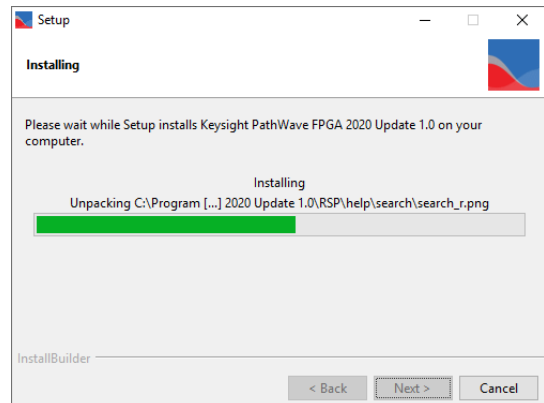 Setup
Installing
Please wait while Setup installs Keysight PathWave FPGA 2020 Update 1.0 on your
computer.
Installing
Unpacking C:\Program [...] 2020 Update 1.0\RSP\help\search\search_r.png
InstallBuilder
< Back Next > Cancel